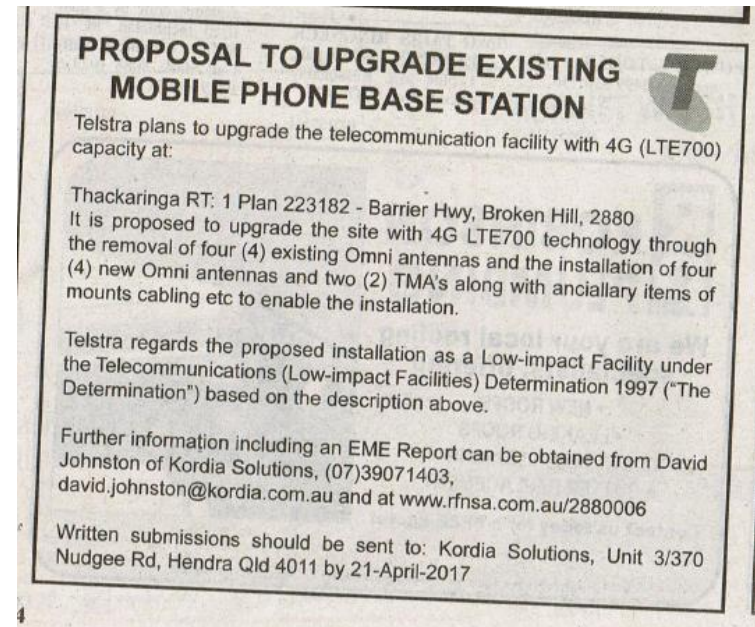 PROPOSAL TO UPGRADE EXISTING
MOBILE PHONE BASE STATION
Telstra plans to upgrade the telecommunication facility with 4G (LTE700)
capacity at:
Thackaringa RT: 1 Plan 223182 - Barrier Hwy, Broken Hill, 2880
It is proposed to upgrade the site with 4G LTE700 technology through
the removal of four (4) existing Omni antennas and the installation of four
(4) new Omni antennas and two (2) TMA's along with anciallary items of
mounts cabling etc to enable the installation.
Telstra regards the proposed installation as a Low-impact Facility under
the Telecommunications (Low-impact Facilities) Determination 1997 ("The
Determination") based on the description above.
Further information including an EME Report can be obtained from David
Johnston of Kordia Solutions, (07)39071403,
david.johnston@kordia.com.au and at www.rfnsa.com.au/2880006
Written submissions should be sent to: Kordia Solutions, Unit 3/370
Nudgee Rd, Hendra Qld 4011 by 21-April-2017
4